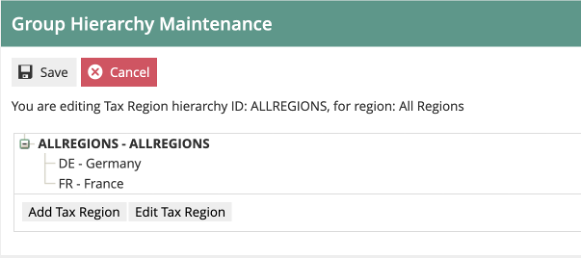 Group Hierarchy Maintenance
Save Cancel
You are editing Tax Region hierarchy ID: ALLREGIONS, for region: All Regions
ALLREGIONS - ALLREGIONS
DE - Germany
FR - France
Add Tax Region Edit Tax Region